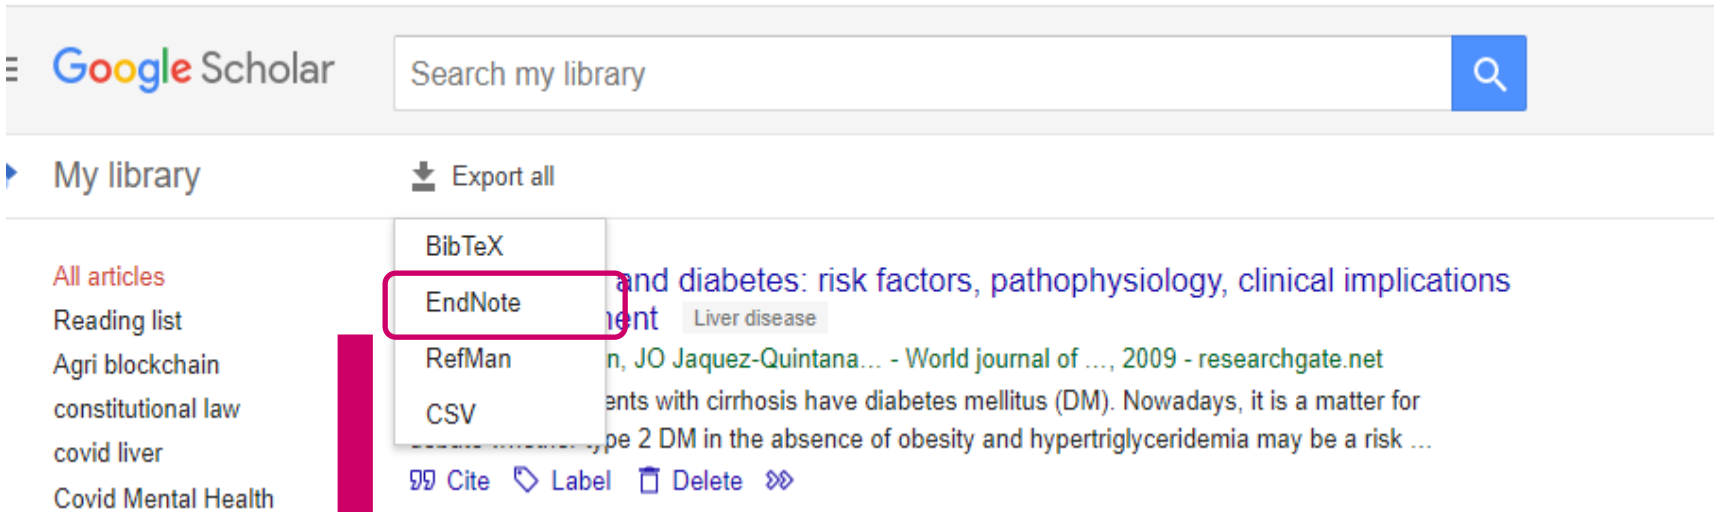 Google Scholar
Search my library
My library
Export all
BibTeX
EndNote
RefMan
CSV
All articles
Reading list
Agri blockchain
constitutional law
covid liver
Covid Mental Health
and diabetes: risk factors, pathophysiology, clinical implications
Liver disease
, JO Jaquez-Quintana... - World journal of ..., 2009 - researchgate.net
with cirrhosis have diabetes mellitus (DM). Nowadays, it is a matter for
2 DM in the absence of obesity and hypertriglyceridemia may be a risk ...
Cite Label Delete